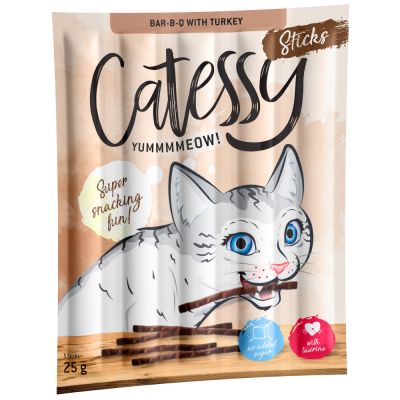 BAR-B-Q WITH TURKEY
Sticks
Catessy
YUMMMMEOW!
Super
snacking
fun!
no added
sugar
with
taurine
5 Sticks =
25 g